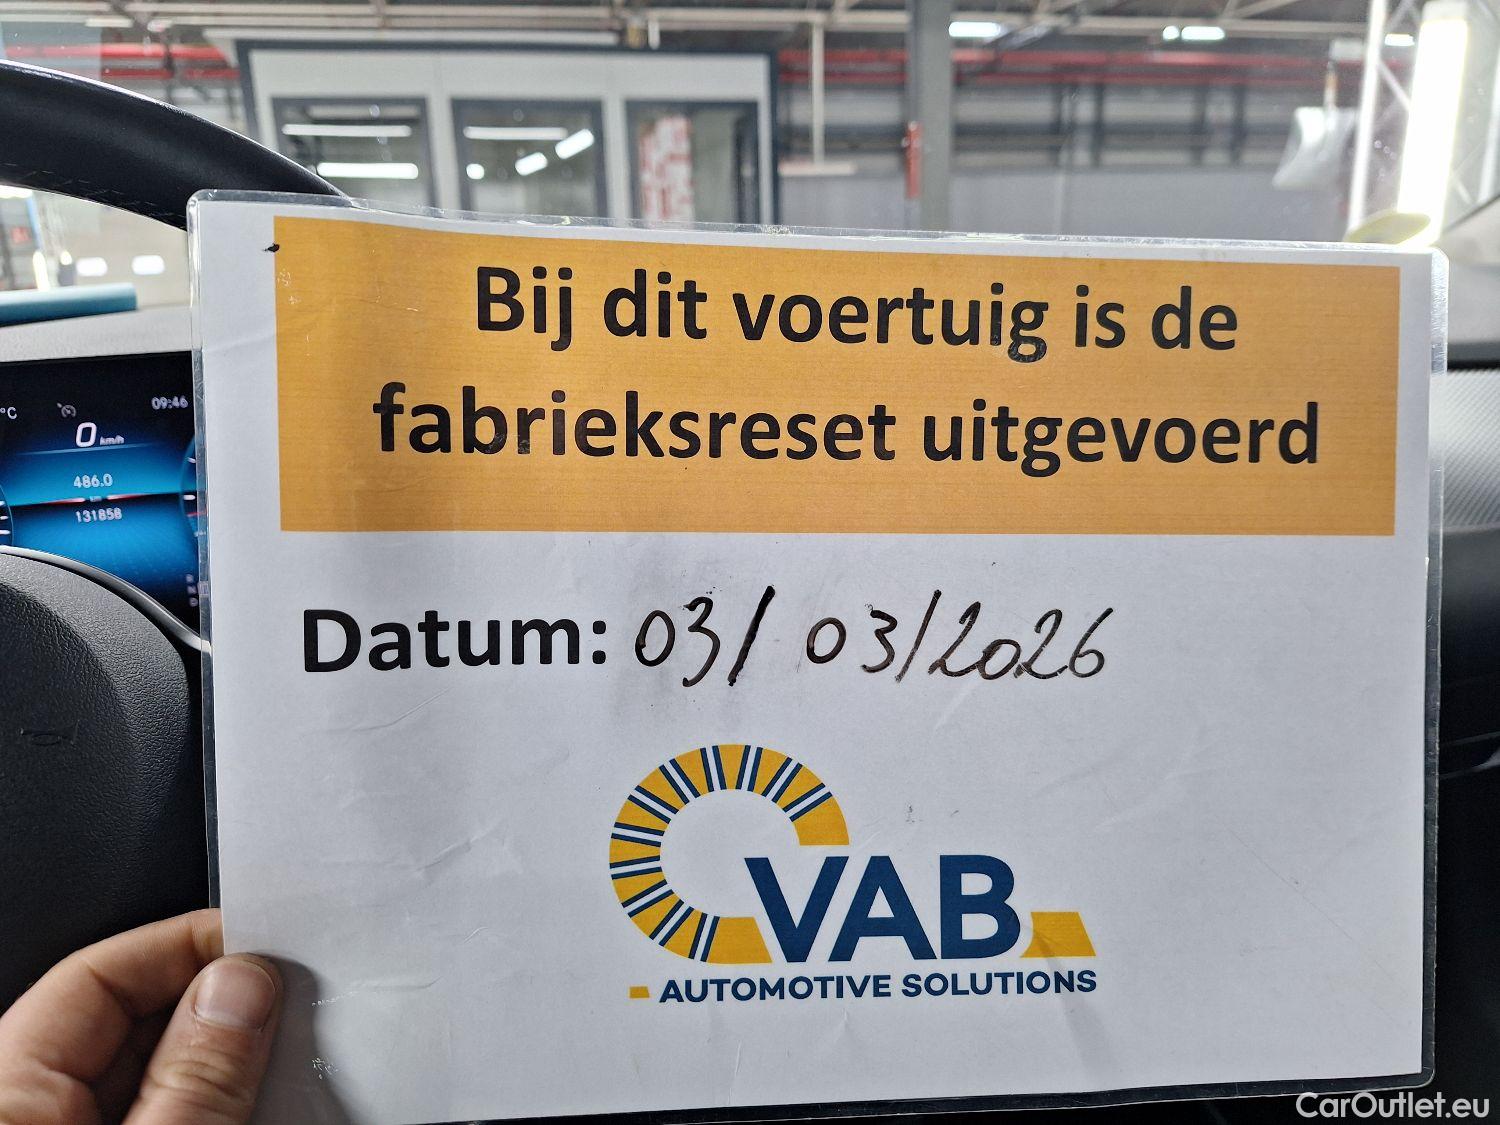 Bij dit voertuig is de
fabrieksreset uitgevoerd
°C
09:46
0 km/h
486.0
km
131858
R
N
D
Datum: 03/03/2026
VAB
AUTOMOTIVE SOLUTIONS
CarOutlet.eu